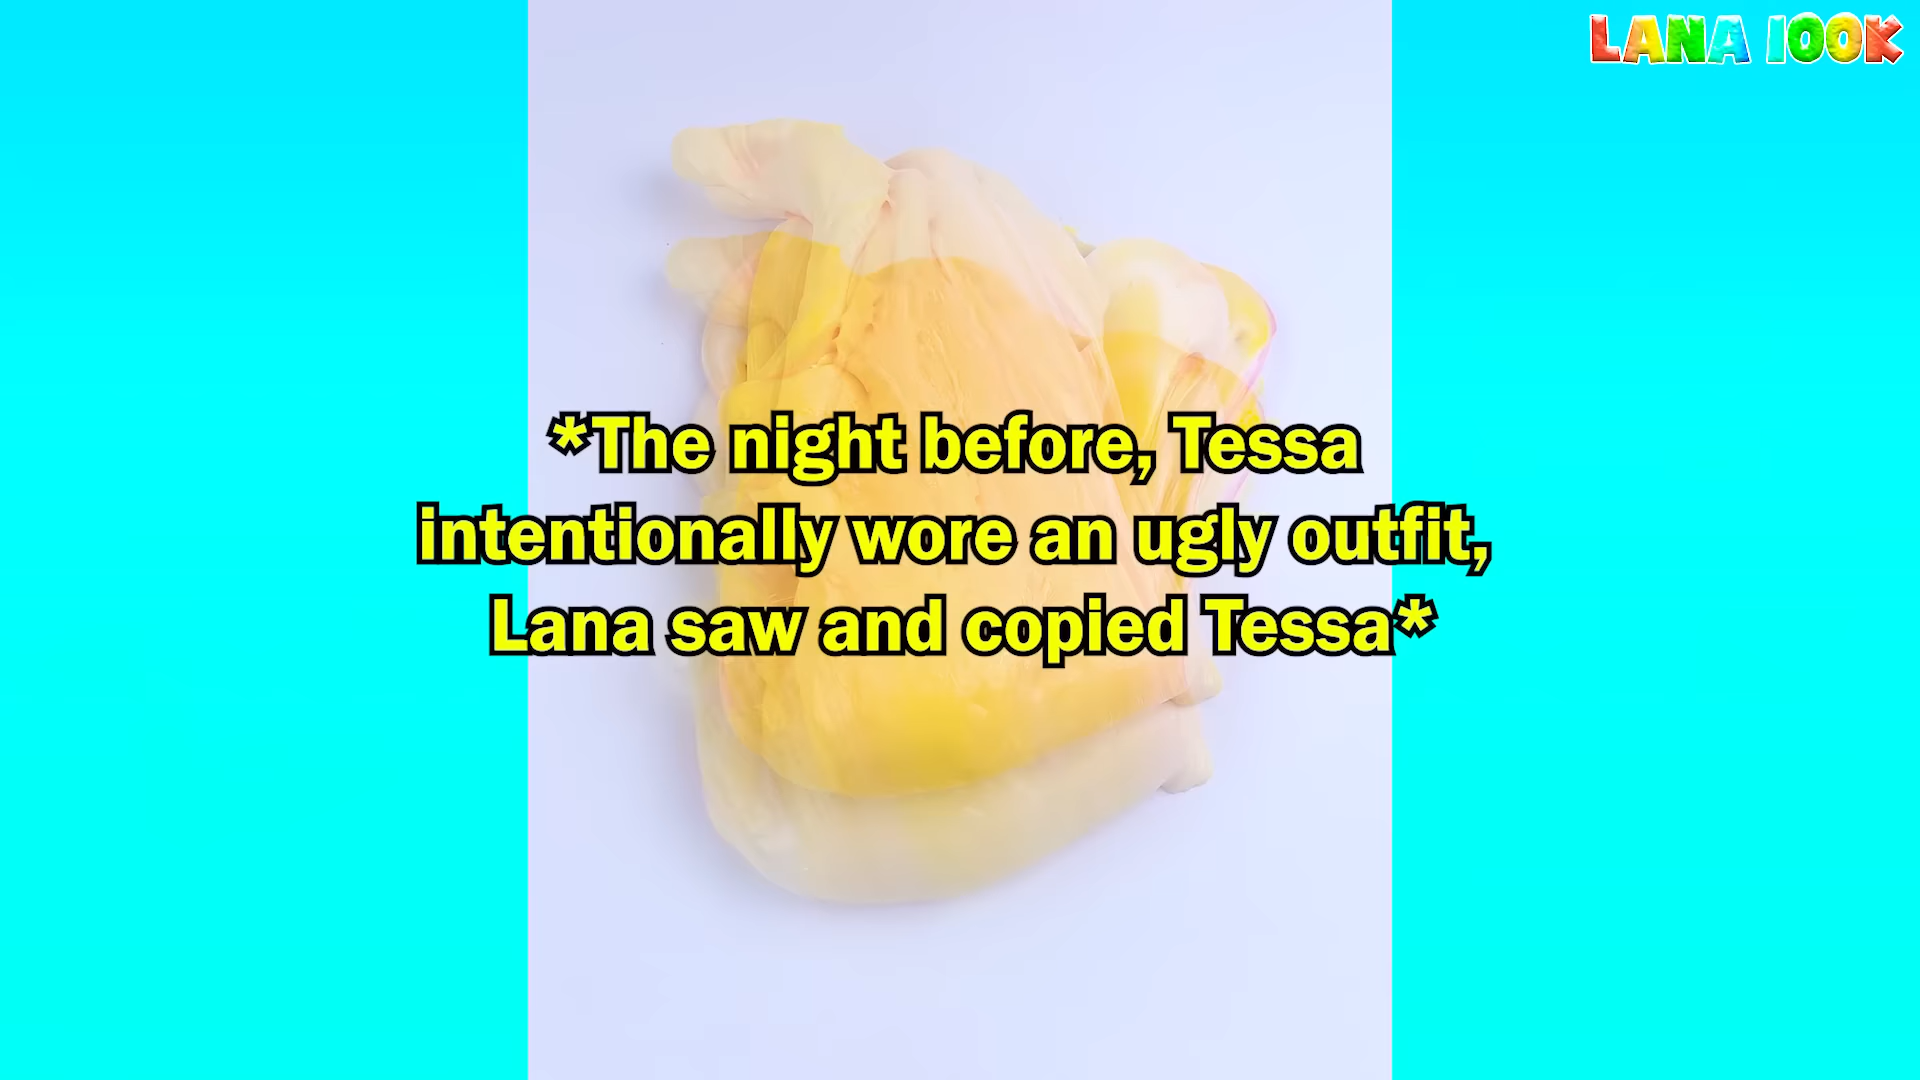 LANA 100K
*The night before, Tessa
intentionally wore an ugly outfit,
Lana saw and copied Tessa*